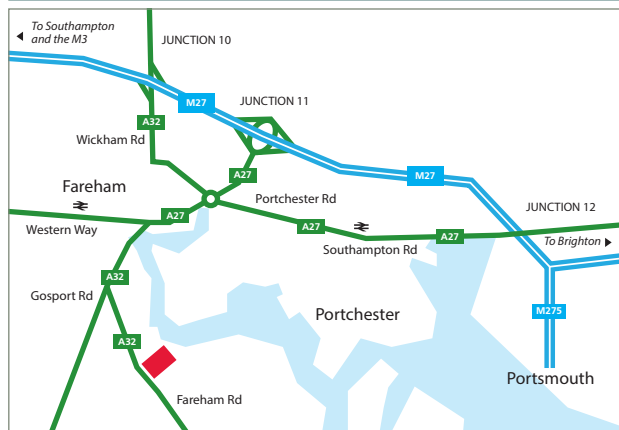 To Southampton
and the M3
JUNCTION 10
M27
JUNCTION 11
A32
Wickham Rd
A27
M27
Fareham
A27
Portchester Rd
Western Way
A27
Southampton Rd
A27
JUNCTION 12
To Brighton
A32
Gosport Rd
M275
Portchester
A32
Portsmouth
Fareham Rd